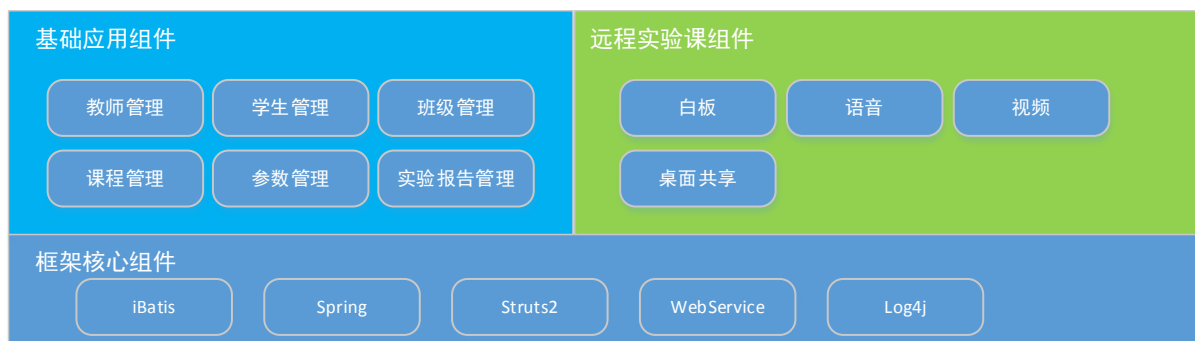 基础应用组件
教师管理 学生管理 班级管理
课程管理 参数管理 实验报告管理
远程实验课组件
白板 语音 视频
桌面共享
框架核心组件
iBatis Spring Struts2 WebService Log4j